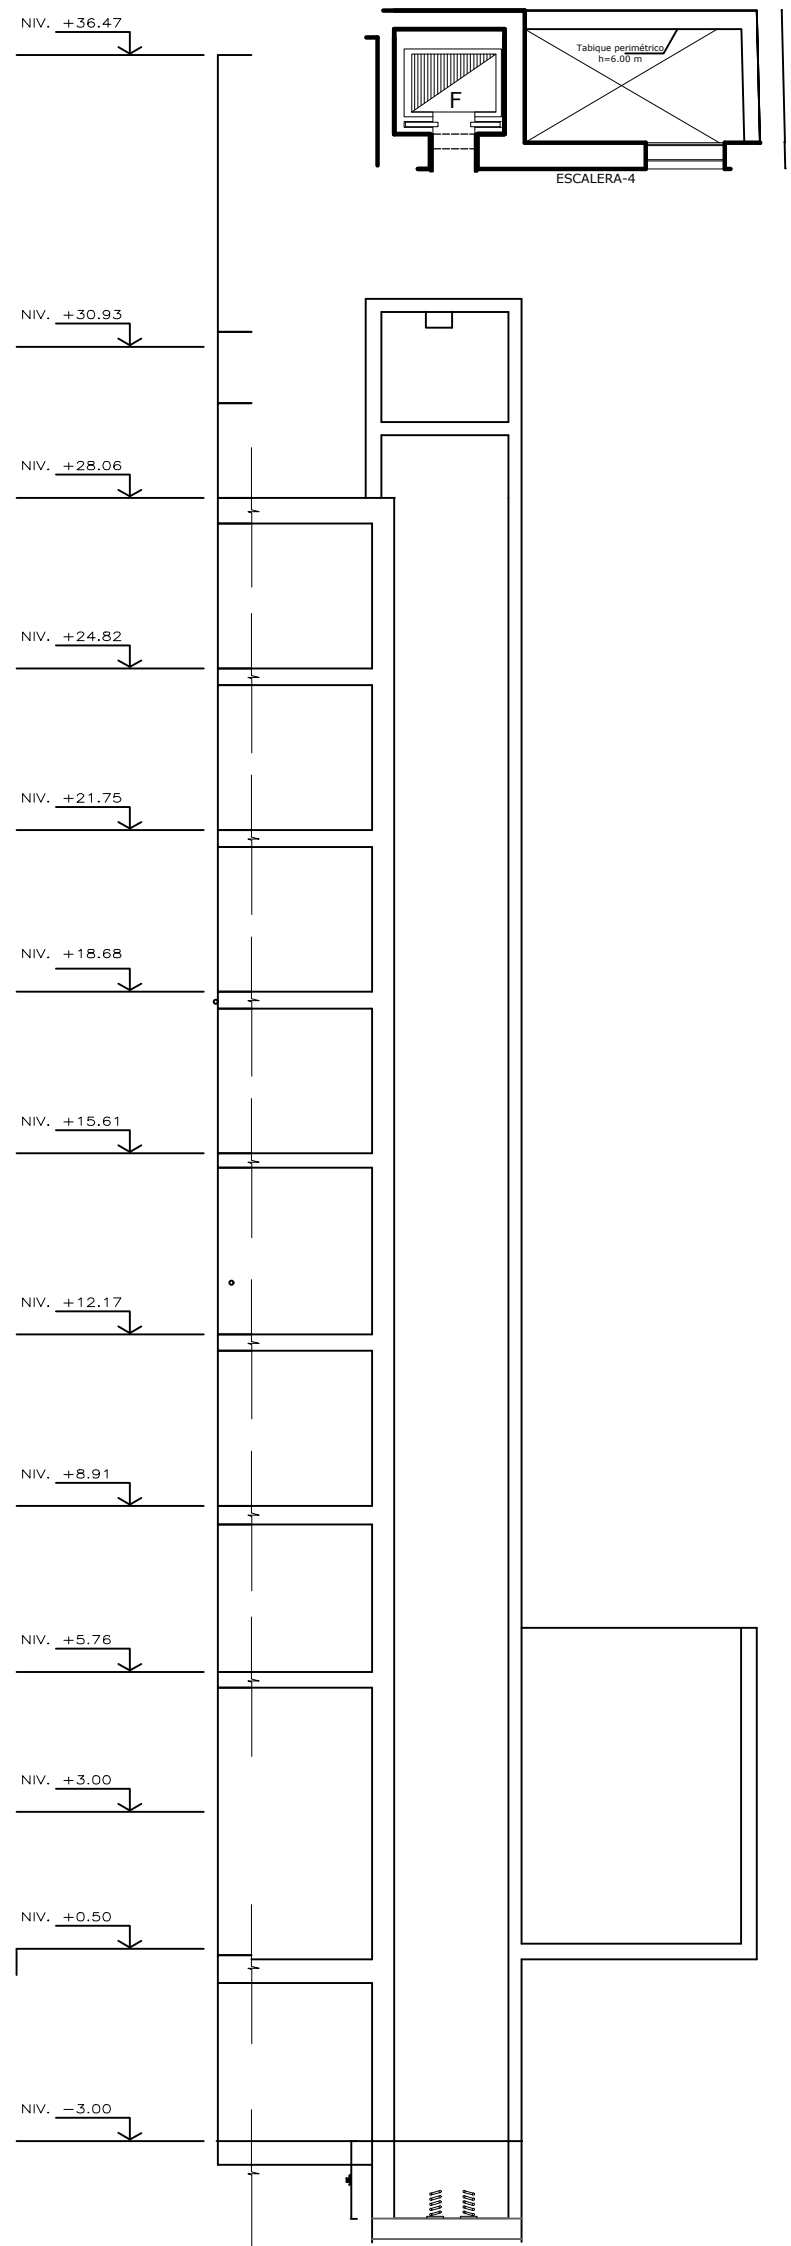 NIV. +36.47
Tabique perimétrico
h=6.00 m
F
ESCALERA-4
NIV. +30.93
NIV. +28.06
NIV. +24.82
NIV. +21.75
NIV. +18.68
NIV. +15.61
NIV. +12.17
NIV. +8.91
NIV. +5.76
NIV. +3.00
NIV. +0.50
NIV. −3.00